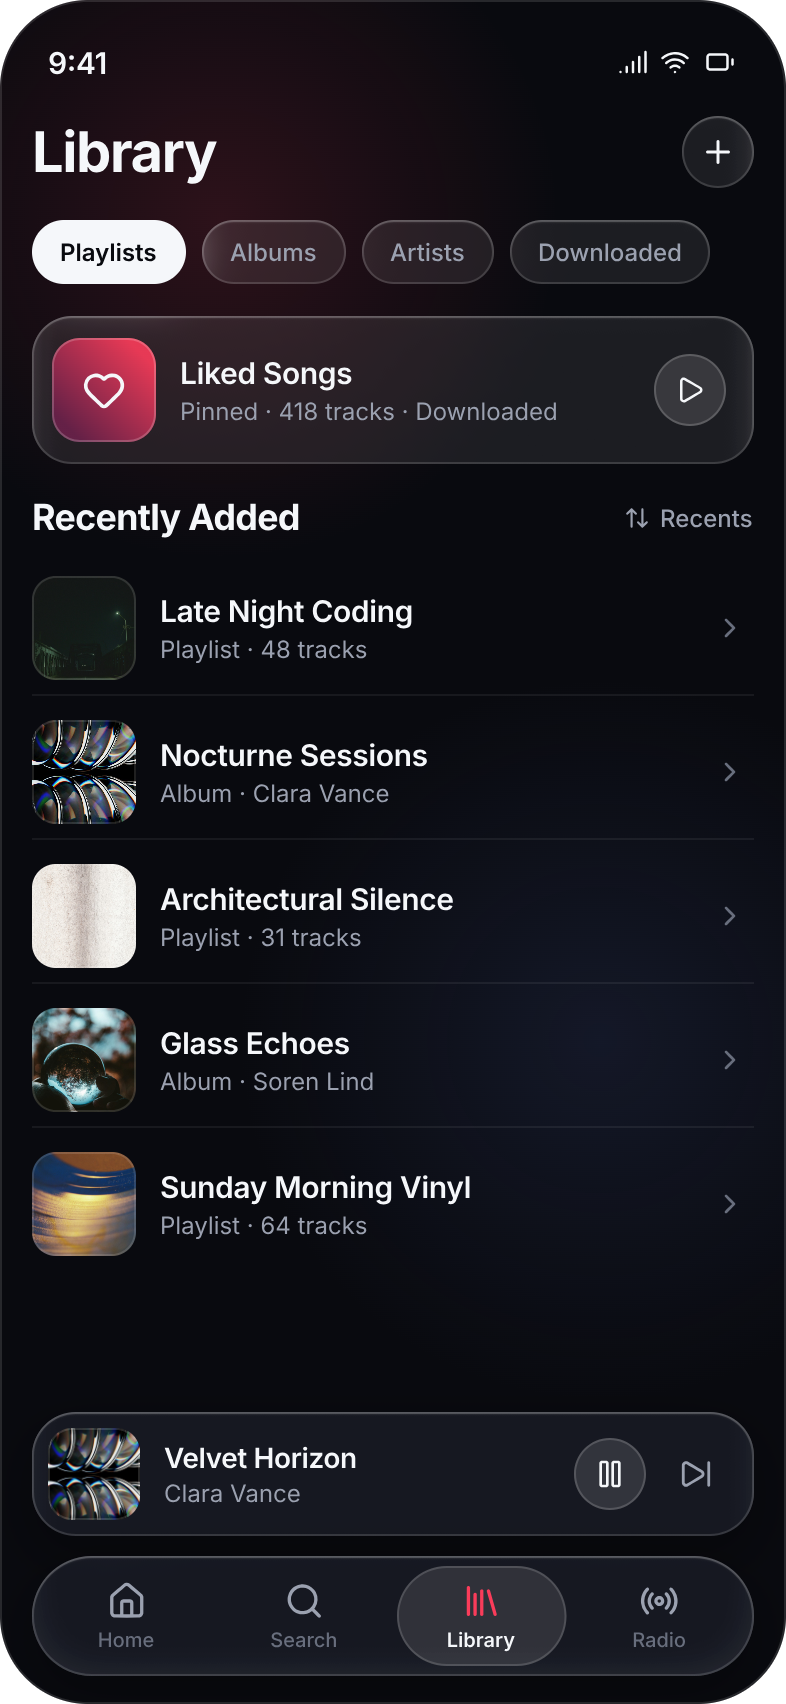 9:41
Library
Playlists Albums Artists Downloaded
Liked Songs
Pinned · 418 tracks · Downloaded
Recently Added Recents
Late Night Coding
Playlist · 48 tracks
Nocturne Sessions
Album · Clara Vance
Architectural Silence
Playlist · 31 tracks
Glass Echoes
Album · Soren Lind
Sunday Morning Vinyl
Playlist · 64 tracks
Velvet Horizon
Clara Vance
Home Search Library Radio